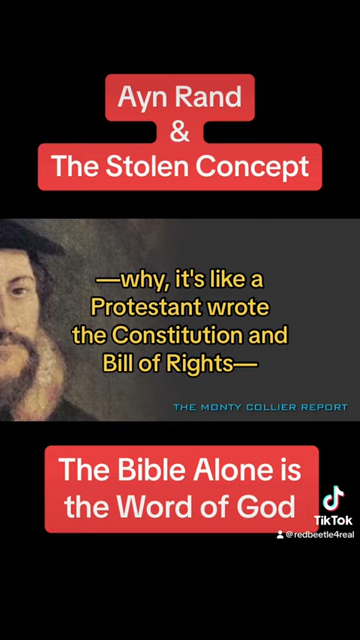 Ayn Rand
&
The Stolen Concept
—why, it's like a
Protestant wrote
the Constitution and
Bill of Rights—
THE MONTY COLLIER REPORT
The Bible Alone is
the Word of God
TikTok
@redbeetle4real